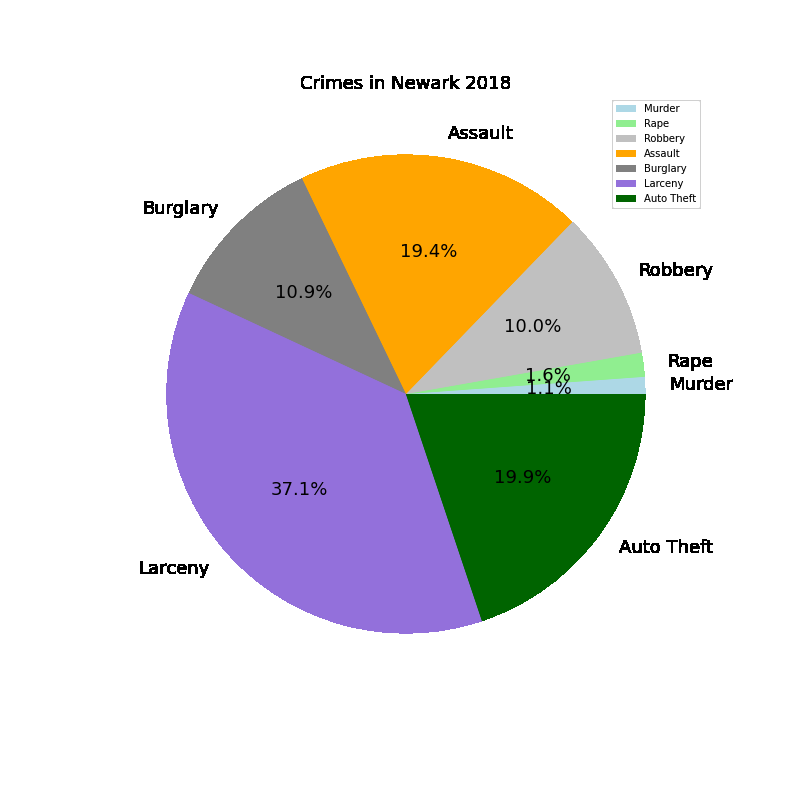 Crimes in Newark 2018
Murder
Rape
Robbery
Assault
Burglary
Larceny
Auto Theft
Assault
Burglary
Robbery
Rape
Murder
Larceny
Auto Theft
19.4%
10.9%
10.0%
1.6%
1.1%
37.1%
19.9%